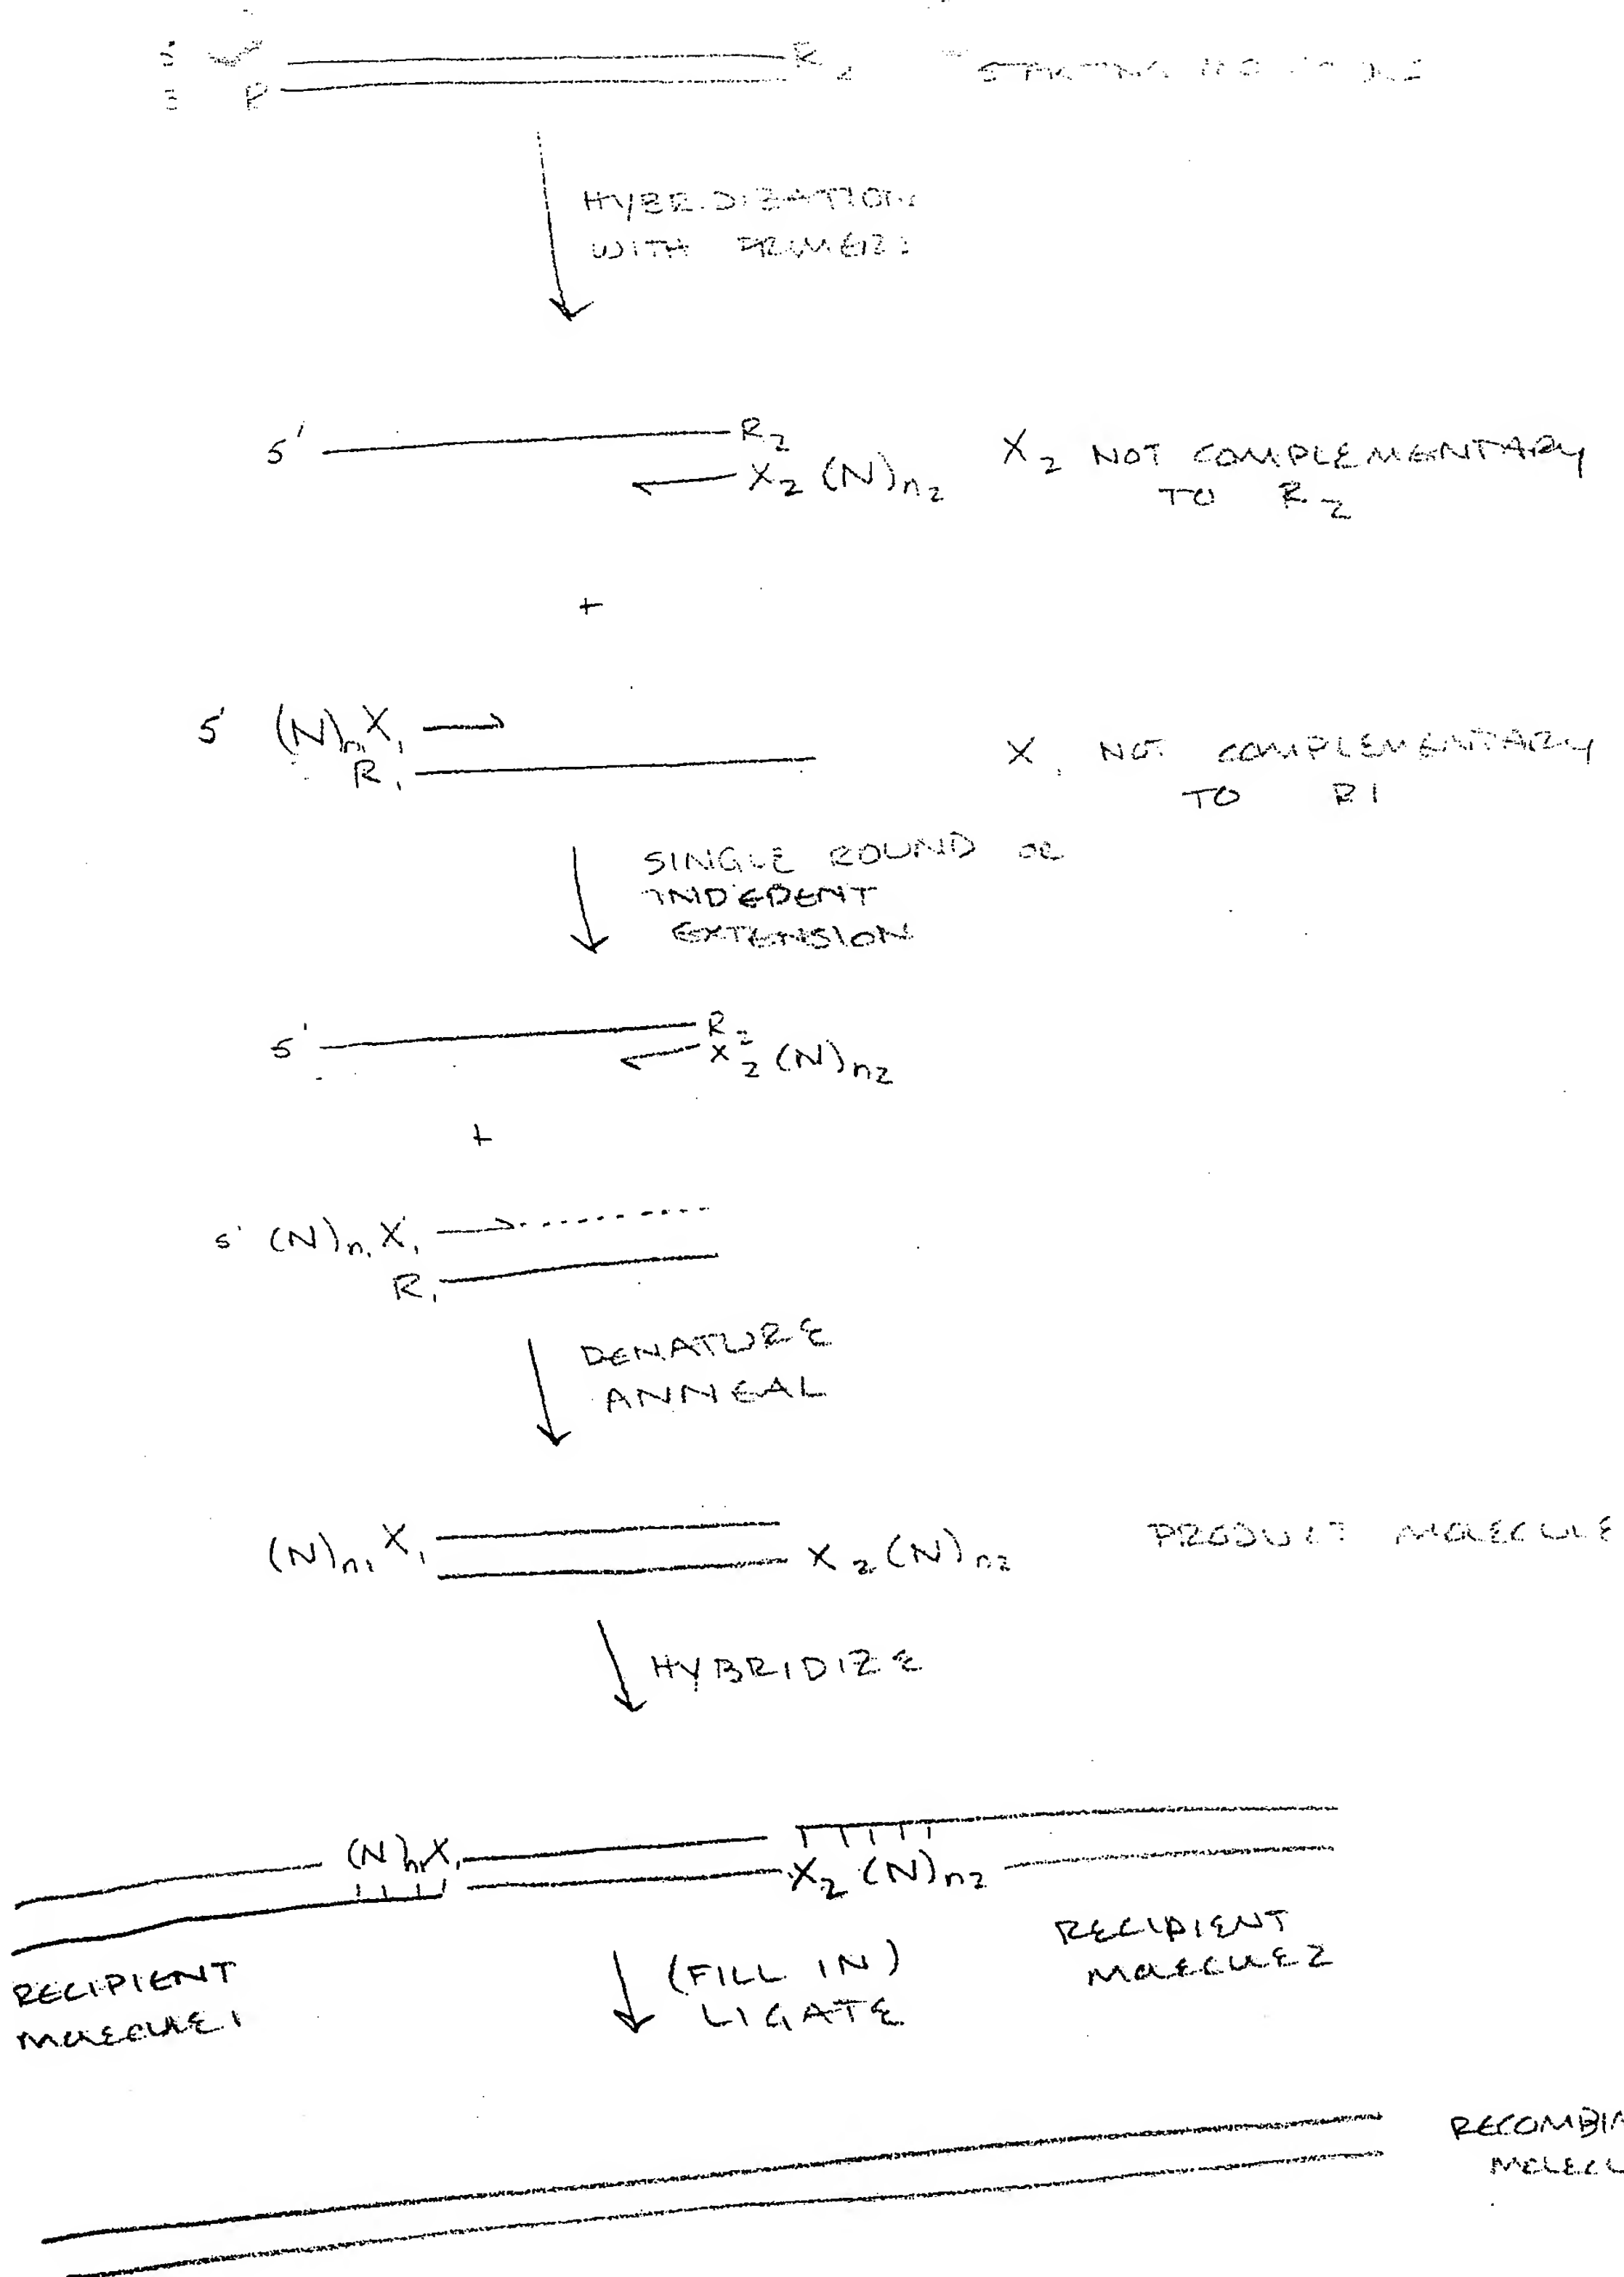 5'
R2
3
R
HYBRIDIZATION
WITH PRIMERS
5' R2
X2 (N)n2
X2 NOT COMPLEMENTARY
TO R2
+
5' (N)n1 X1
R1
X1 NOT COMPLEMENTARY
TO R1
SINGLE ROUND OR
INDEDENT
EXTENSION
5' R2
X2 (N)n2
+
5' (N)n1 X1
R1
DENATURE
ANNEAL
(N)n1 X1
X2 (N)n2
PRODUCT MOLECULE
HYBRIDIZE
(N)n1 X1
X2 (N)n2
RECIPIENT
MOLECULE 1
(FILL IN)
LIGATE
RECIPIENT
MOLECULE 2
RECOMBI
MOLECU